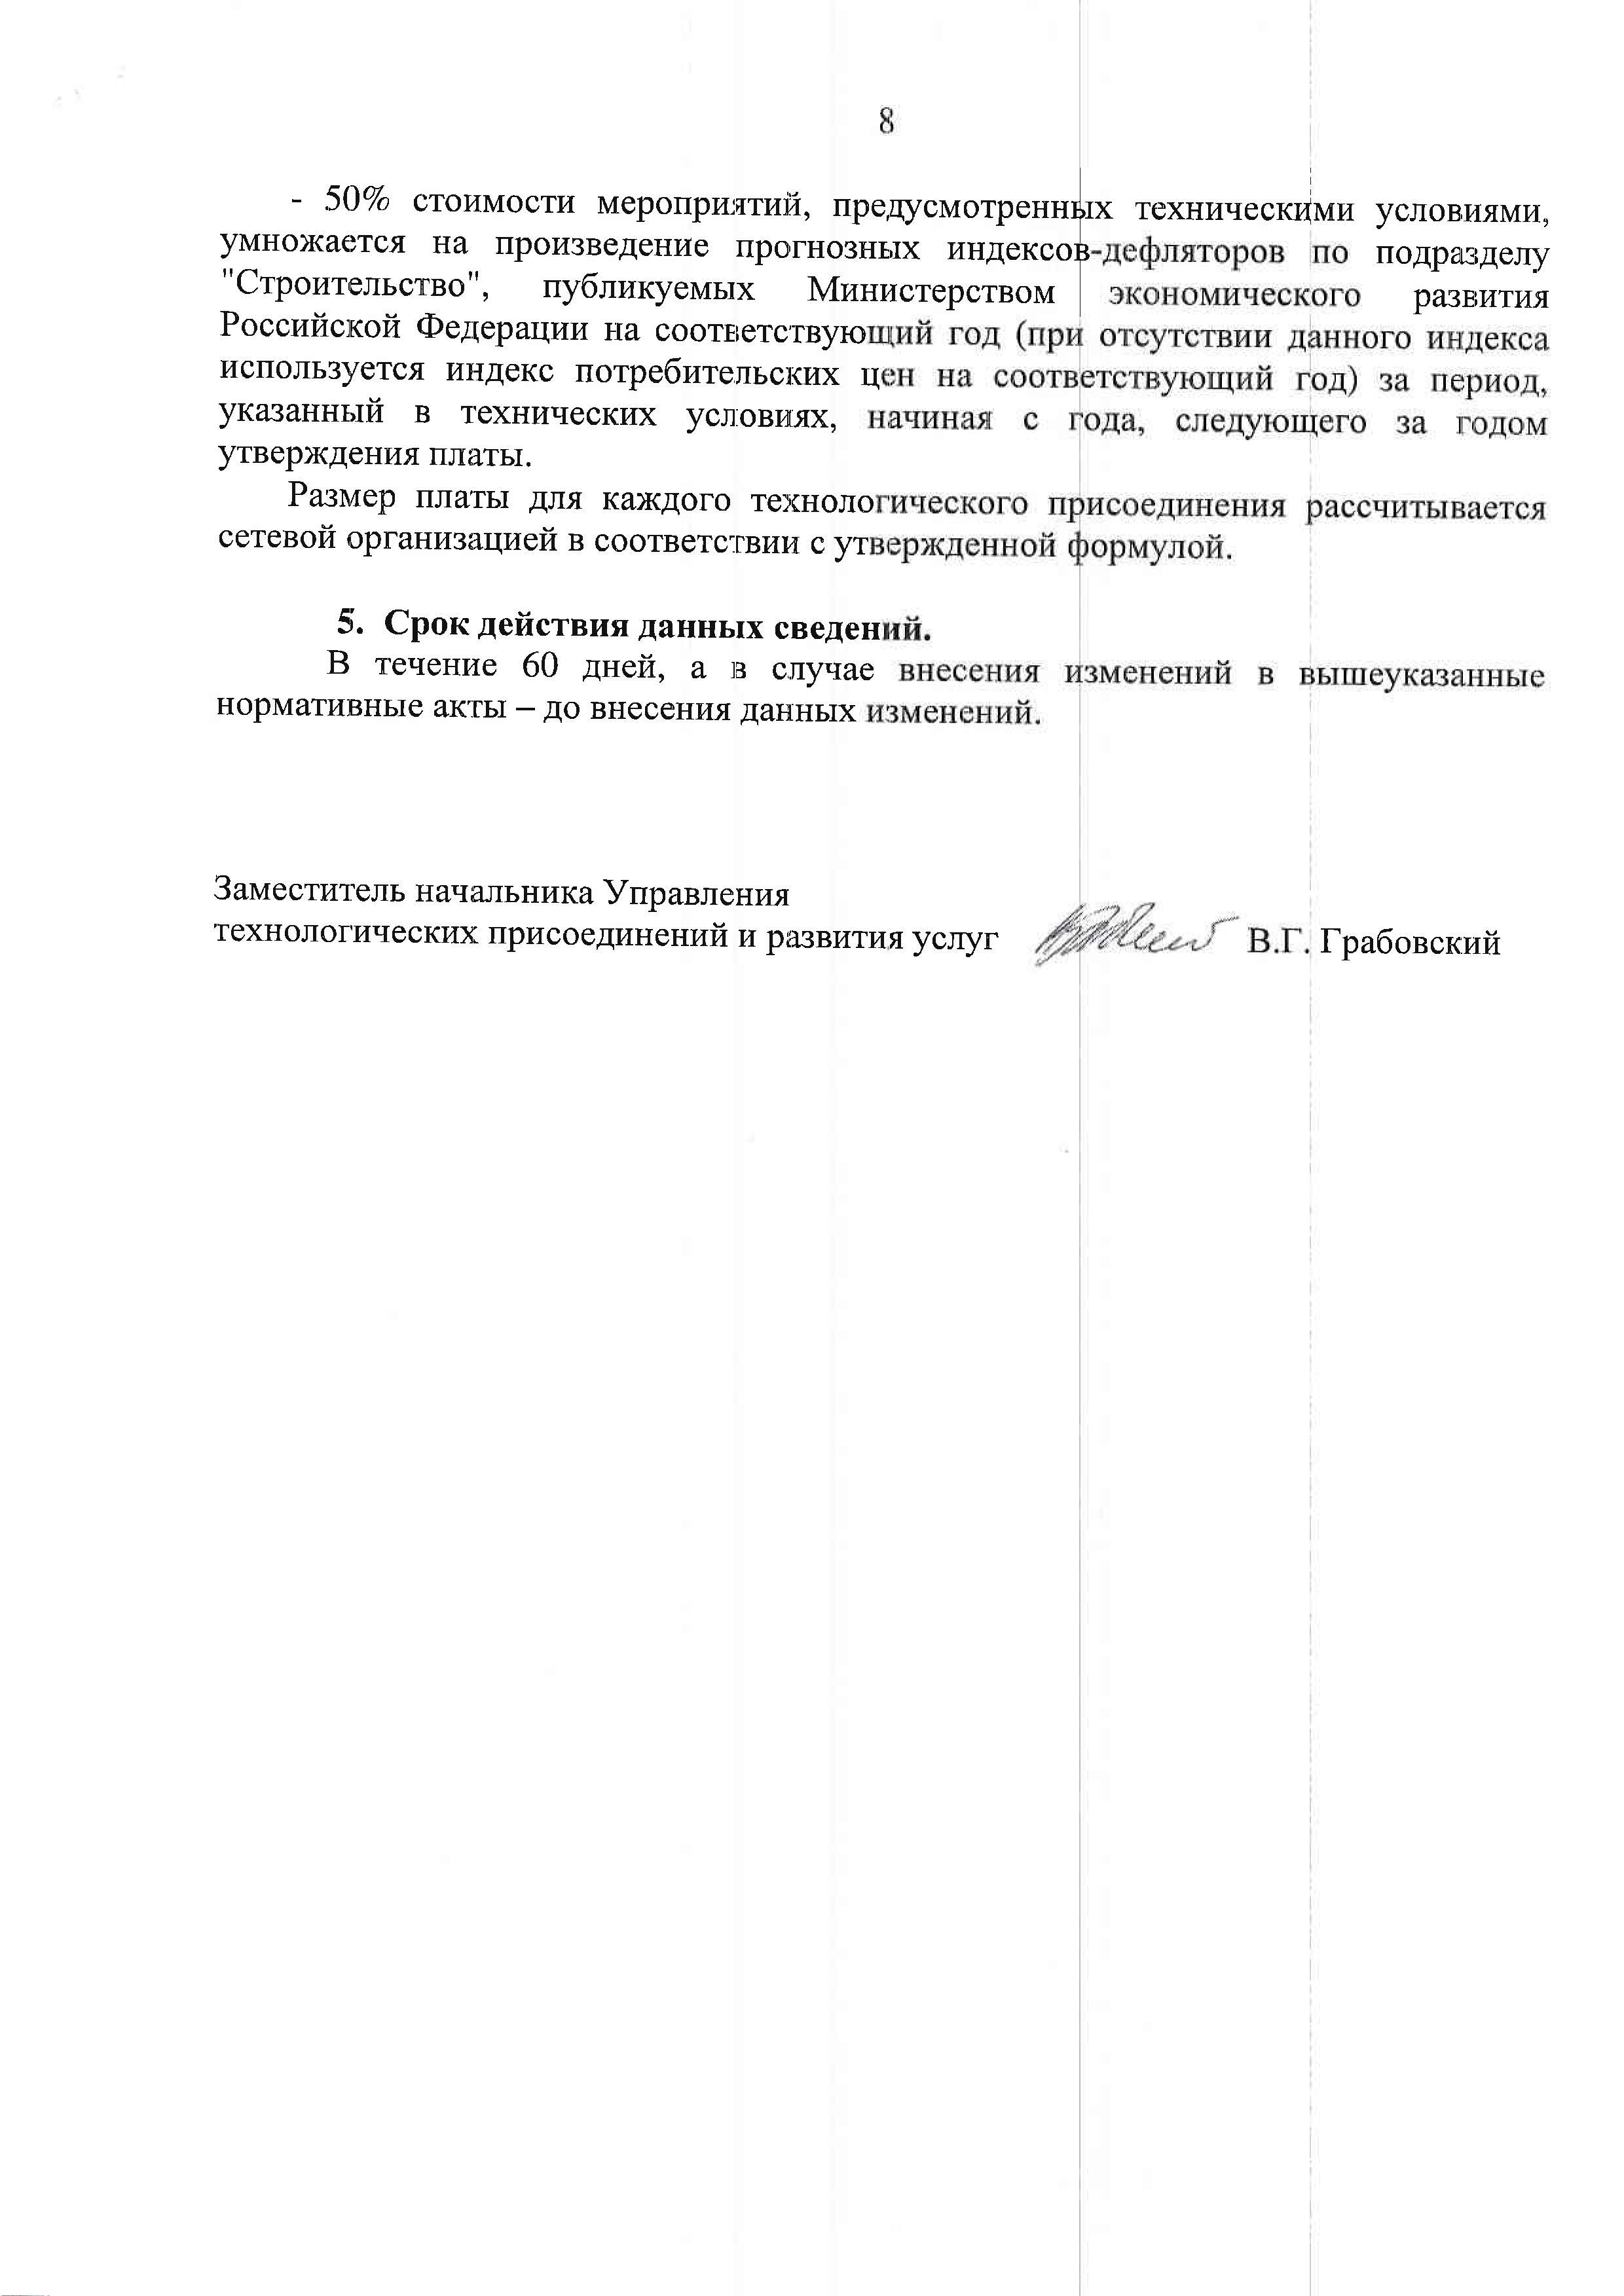 8
- 50% стоимости мероприятий, предусмотренных техническими условиями,
умножается на произведение прогнозных индексов-дефляторов по подразделу
"Строительство", публикуемых Министерством экономического развития
Российской Федерации на соответствующий год (при отсутствии данного индекса
используется индекс потребительских цен на соответствующий год) за период,
указанный в технических условиях, начиная с года, следующего за годом
утверждения платы.
Размер платы для каждого технологического присоединения рассчитывается
сетевой организацией в соответствии с утвержденной формулой.
5. Срок действия данных сведений.
В течение 60 дней, а в случае внесения изменений в вышеуказанные
нормативные акты – до внесения данных изменений.
Заместитель начальника Управления
технологических присоединений и развития услуг В.Г. Грабовский